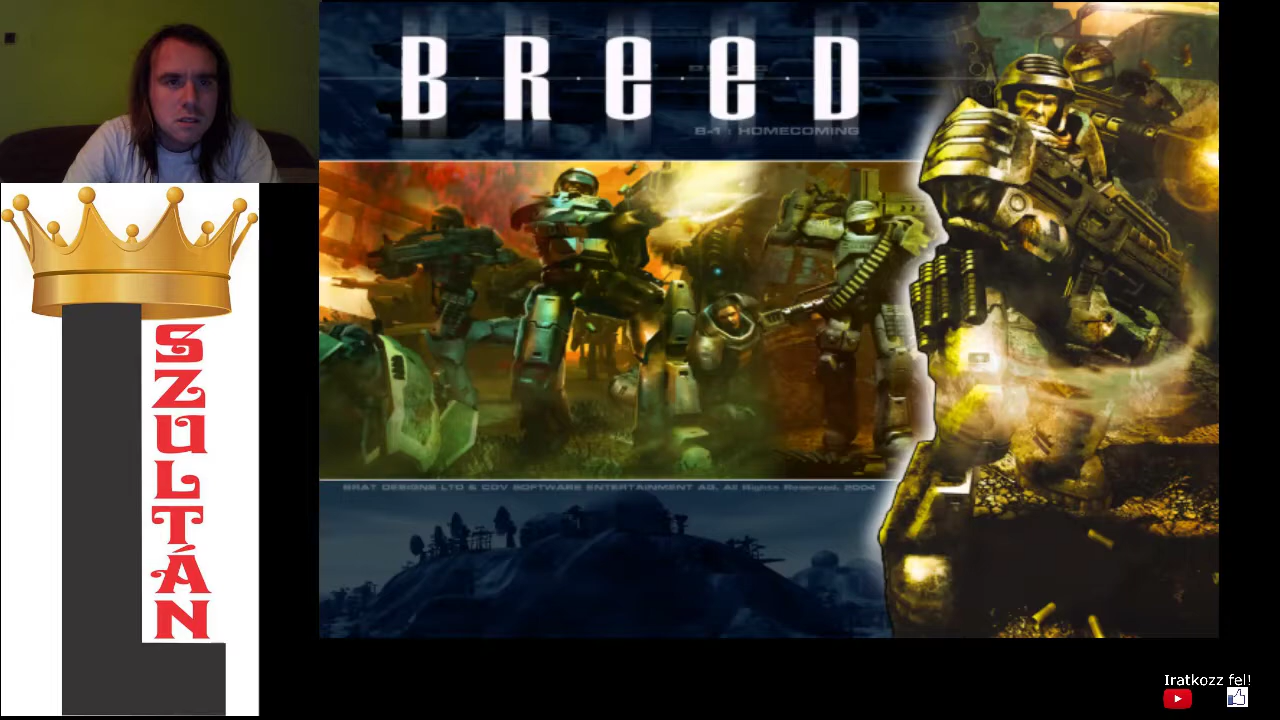 BREED
B-1 : HOMECOMING
BRAT DESIGNS LTD & CDV SOFTWARE ENTERTAINMENT AG. All Rights Reserved. 2004
L
SZULTÁN
Iratkozz fel!